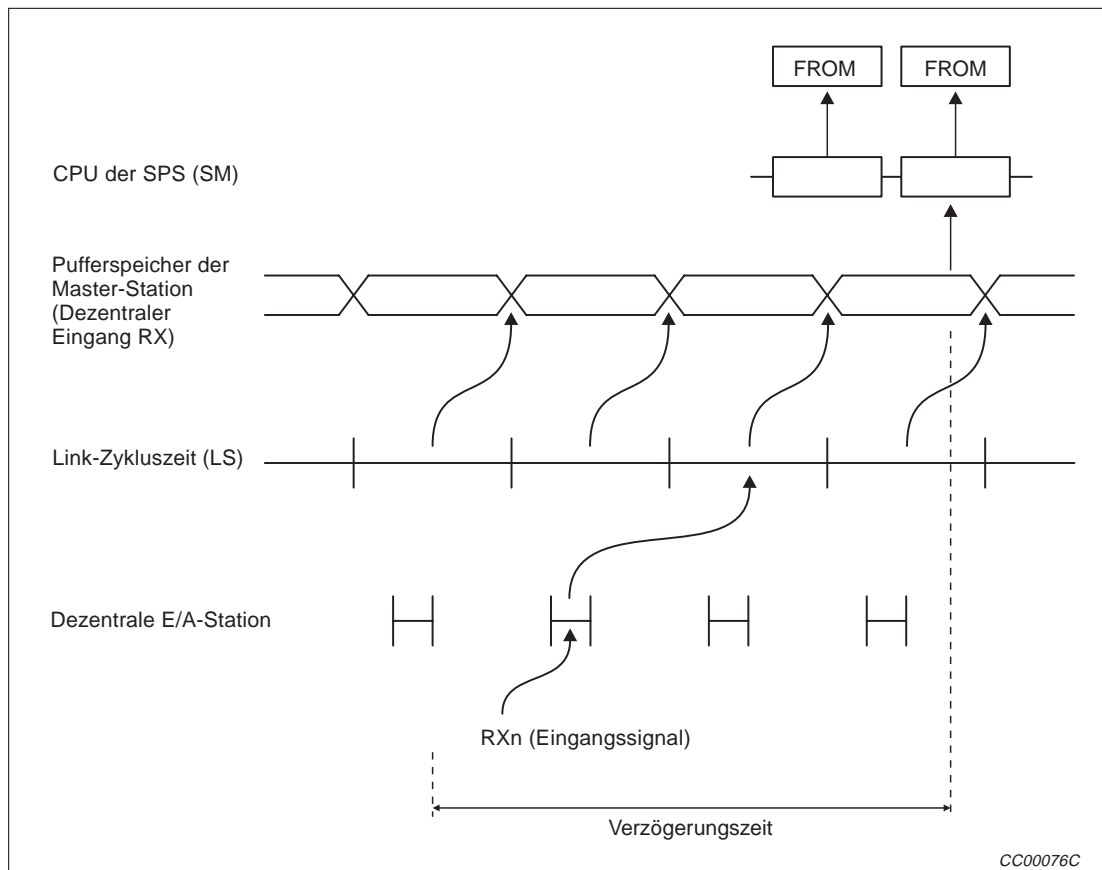 FROM FROM
CPU der SPS (SM)
Pufferspeicher der
Master-Station
(Dezentraler
Eingang RX)
Link-Zykluszeit (LS)
Dezentrale E/A-Station
RXn (Eingangssignal)
Verzögerungszeit
CC00076C